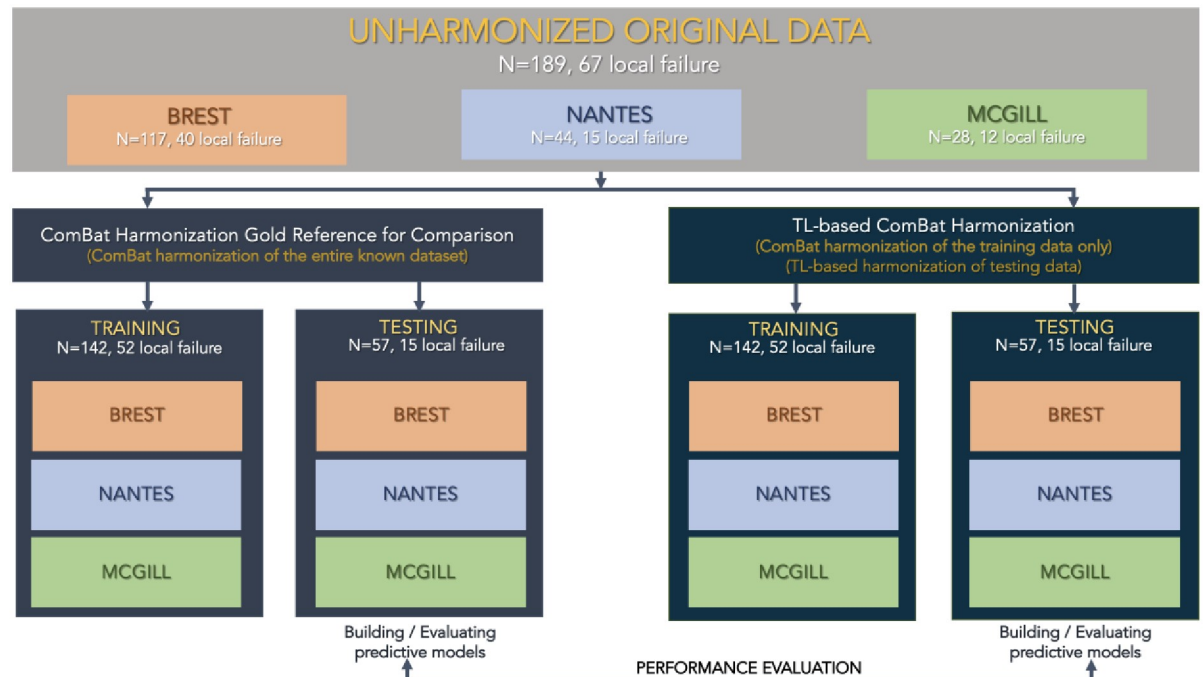 UNHARMONIZED ORIGINAL DATA
N=189, 67 local failure
BREST
N=117, 40 local failure
NANTES
N=44, 15 local failure
MCGILL
N=28, 12 local failure
ComBat Harmonization Gold Reference for Comparison
(ComBat harmonization of the entire known dataset)
TL-based ComBat Harmonization
(ComBat harmonization of the training data only)
(TL-based harmonization of testing data)
TRAINING
N=142, 52 local failure
BREST
NANTES
MCGILL
TESTING
N=57, 15 local failure
BREST
NANTES
MCGILL
TRAINING
N=142, 52 local failure
BREST
NANTES
MCGILL
TESTING
N=57, 15 local failure
BREST
NANTES
MCGILL
Building / Evaluating
predictive models
PERFORMANCE EVALUATION
Building / Evaluating
predictive models